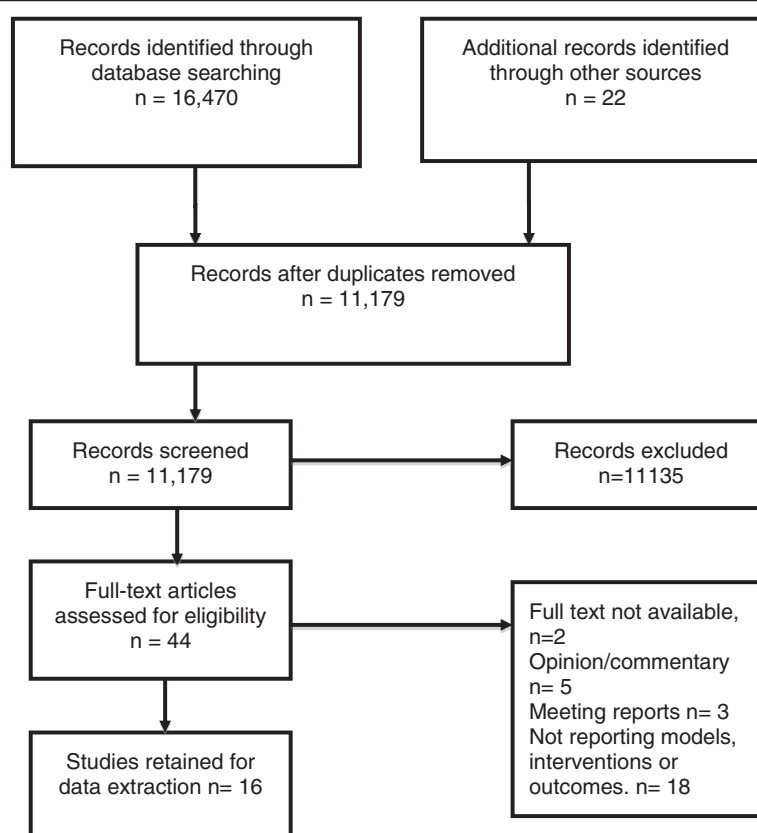 Records identified through
database searching
n = 16,470
Additional records identified
through other sources
n = 22
Records after duplicates removed
n = 11,179
Records screened
n = 11,179
Records excluded
n=11135
Full-text articles
assessed for eligibility
n = 44
Full text not available,
n=2
Opinion/commentary
n= 5
Meeting reports n= 3
Not reporting models,
interventions or
outcomes. n= 18
Studies retained for
data extraction n= 16